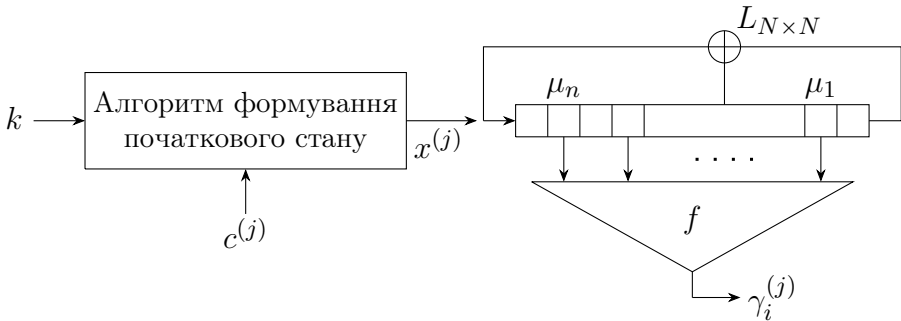 L_{N×N}
μ_n
μ_1
Алгоритм формування
початкового стану
k
x^{(j)}
. . . .
c^{(j)}
f
γ_i^{(j)}